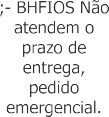 ;- BHFIOS Não
atendem o
prazo de
entrega,
pedido
emergencial.